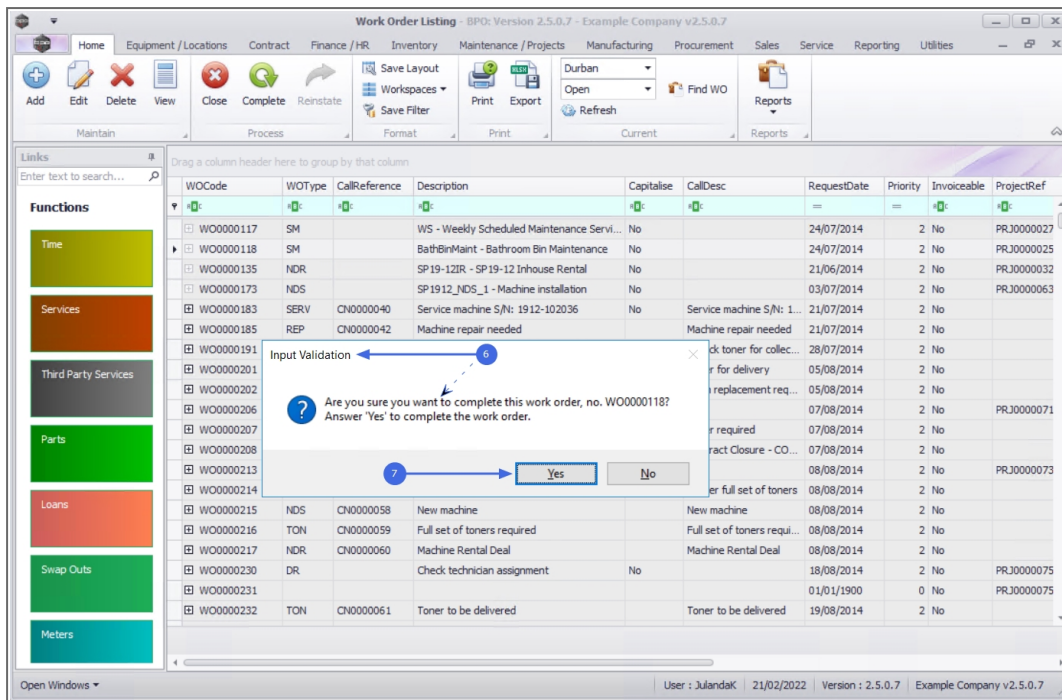 Work Order Listing - BPO: Version 2.5.0.7 - Example Company v2.5.0.7
Home Equipment / Locations Contract Finance / HR Inventory Maintenance / Projects Manufacturing Procurement Sales Service Reporting Utilities
Add Edit Delete View Close Complete Reinstate Save Layout Workspaces Save Filter Print Export Durban Open Refresh Find WO Reports
Maintain Process Format Print Current Reports
Links
Enter text to search...
Drag a column header here to group by that column
Functions
Time
Services
Third Party Services
Parts
Loans
Swap Outs
Meters
WOCode WOType CallReference Description Capitalise CallDesc RequestDate Priority Invoiceable ProjectRef
WO0000117 SM WS - Weekly Scheduled Maintenance Servi... No 24/07/2014 2 No PRJ0000027
WO0000118 SM BathBinMaint - Bathroom Bin Maintenance No 24/07/2014 2 No PRJ0000025
WO0000135 NDR SP19-12IR - SP19-12 Inhouse Rental No 21/06/2014 2 No PRJ0000032
WO0000173 NDS SP1912_NDS_1 - Machine installation No 03/07/2014 2 No PRJ0000063
WO0000183 SERV CN0000040 Service machine S/N: 1912-102036 No Service machine S/N: 1... 21/07/2014 2 No
WO0000185 REP CN0000042 Machine repair needed Machine repair needed 21/07/2014 2 No
WO0000191 ck toner for collec... 28/07/2014 2 No
WO0000201 r for delivery 05/08/2014 2 No
WO0000202 replacement req... 05/08/2014 2 No
WO0000206 07/08/2014 2 No PRJ0000071
WO0000207 r required 07/08/2014 2 No
WO0000208 ract Closure - CO... 07/08/2014 2 No
WO0000213 08/08/2014 2 No PRJ0000073
WO0000214 er full set of toners 08/08/2014 2 No
WO0000215 NDS CN0000058 New machine New machine 08/08/2014 2 No
WO0000216 TON CN0000059 Full set of toners required Full set of toners requi... 08/08/2014 2 No
WO0000217 NDR CN0000060 Machine Rental Deal Machine Rental Deal 08/08/2014 2 No
WO0000230 DR Check technician assignment No 18/08/2014 2 No PRJ0000075
WO0000231 01/01/1900 0 No PRJ0000075
WO0000232 TON CN0000061 Toner to be delivered Toner to be delivered 19/08/2014 2 No
Input Validation 6
Are you sure you want to complete this work order, no. WO0000118?
Answer 'Yes' to complete the work order.
7 Yes No
Open Windows User : JulandaK 21/02/2022 Version : 2.5.0.7 Example Company v2.5.0.7